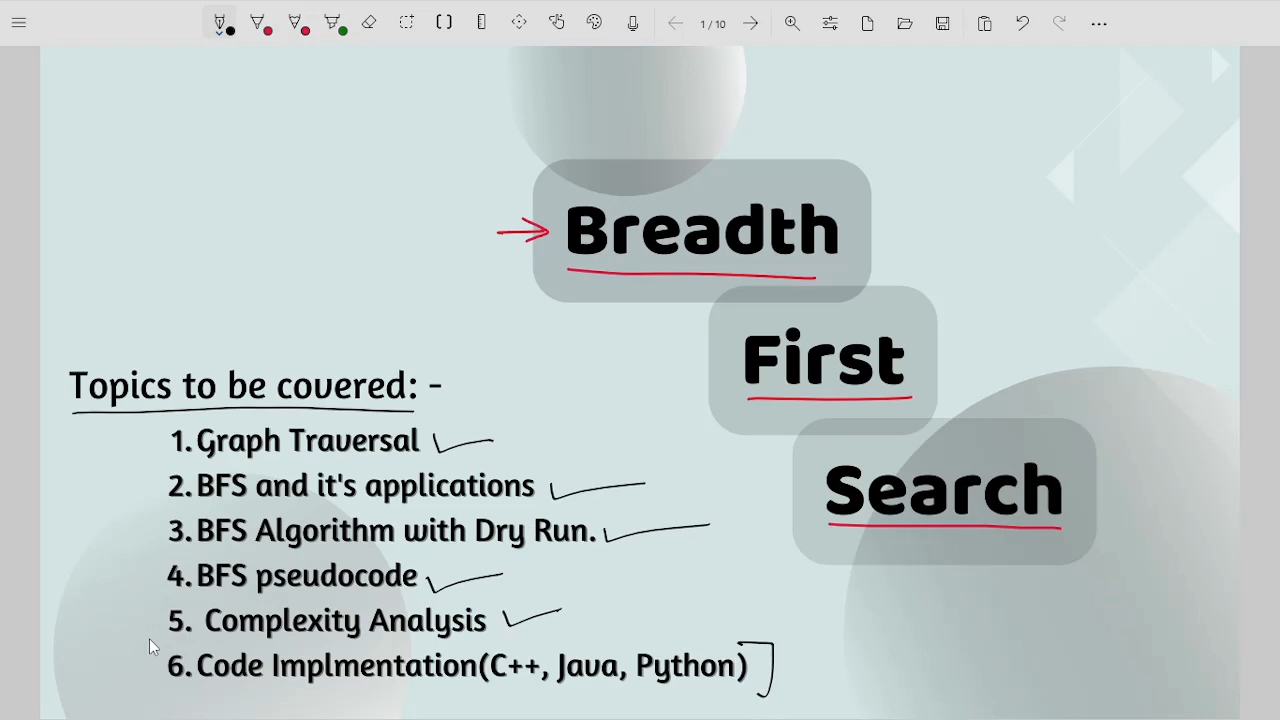 1 / 10
Breadth
First
Search
Topics to be covered: -
1. Graph Traversal
2. BFS and it's applications
3. BFS Algorithm with Dry Run.
4. BFS pseudocode
5. Complexity Analysis
6. Code Implmentation(C++, Java, Python)